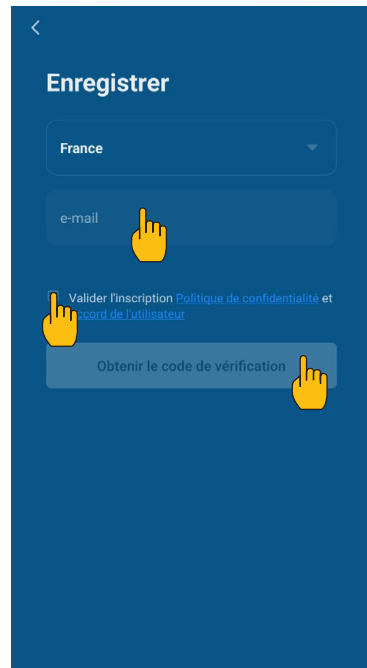 Enregistrer
France
e-mail
Valider l'inscription Politique de confidentialité et
ccord de l'utilisateur
Obtenir le code de vérification